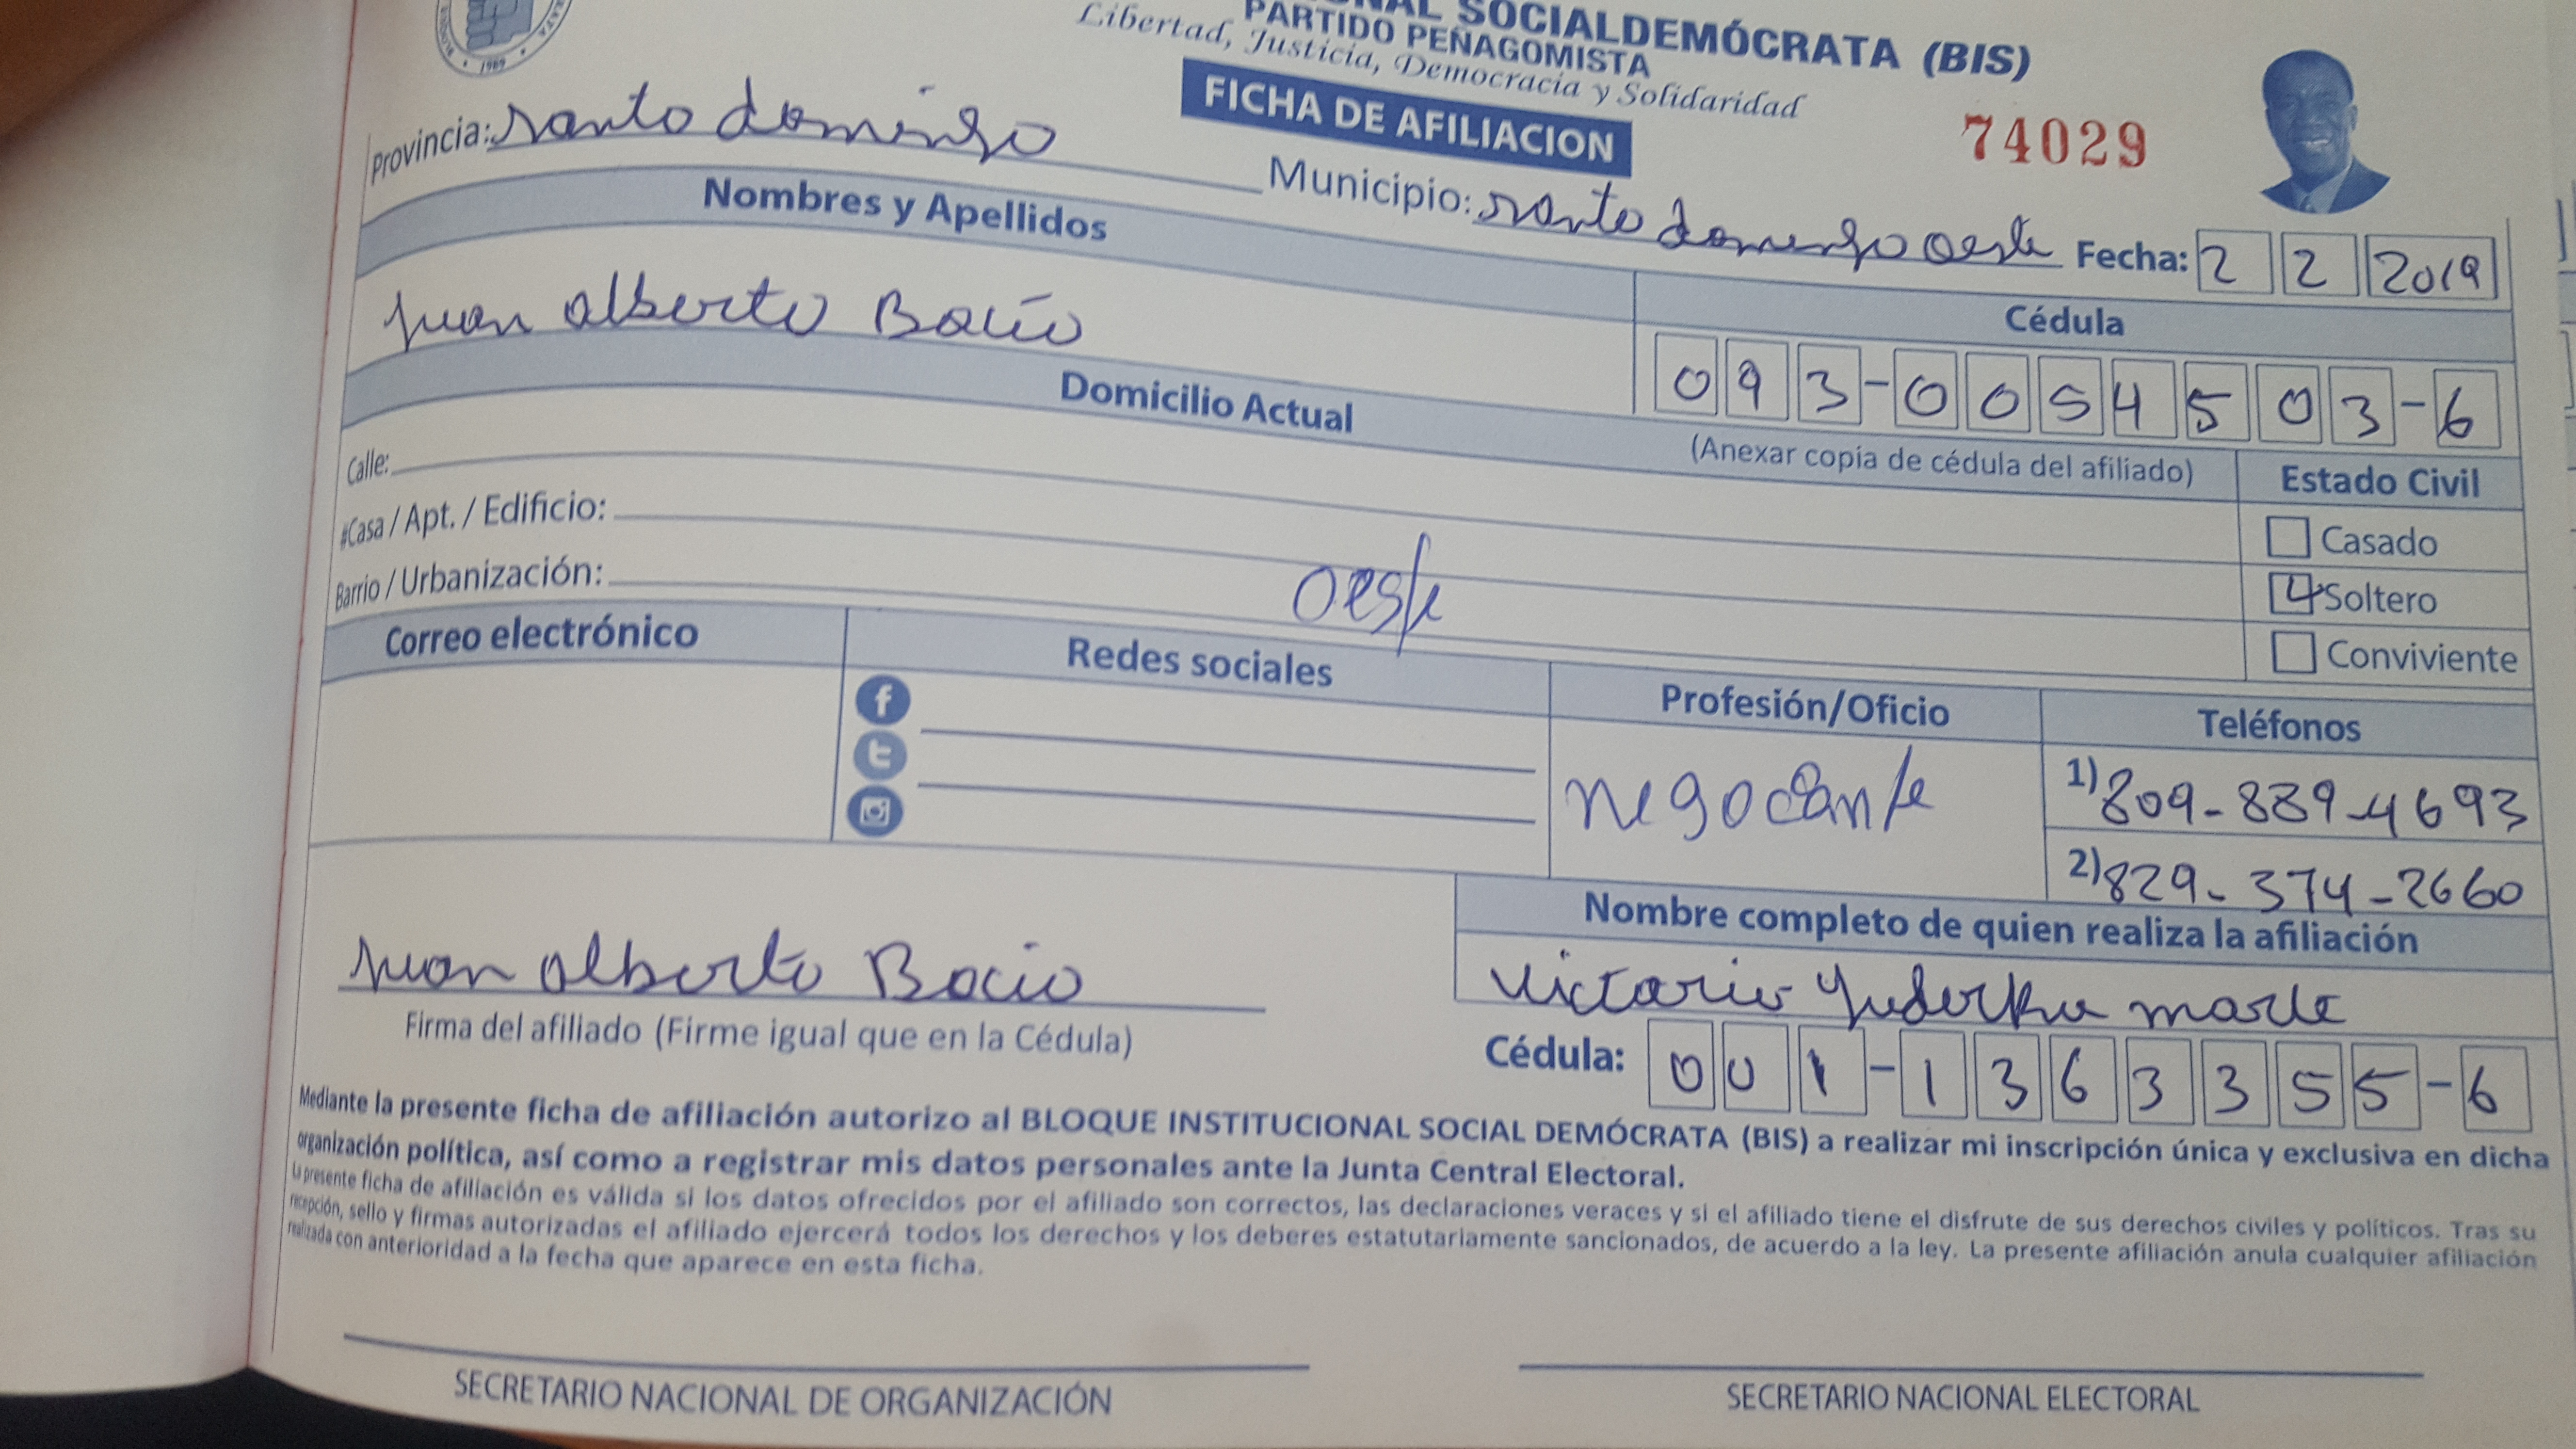 1989
SOCIALDEMÓCRATA (BIS)
PARTIDO PEÑAGOMISTA
Libertad, Justicia, Democracia y Solidaridad
FICHA DE AFILIACION
74029
Provincia: santo domingo
Municipio: santo domingo oeste Fecha: 2 2 2019
Nombres y Apellidos
Cédula
Juan alberto Bocio
093-0054503-6
Domicilio Actual
(Anexar copia de cédula del afiliado)
Estado Civil
Calle:
Casado
#Casa / Apt. / Edificio:
Soltero
Barrio / Urbanización: oeste
Conviviente
Correo electrónico
Redes sociales
Profesión/Oficio
Teléfonos
negocante
1) 809-889-4693
2) 829-374-2660
Nombre completo de quien realiza la afiliación
Juan alberto Bocio
marte
Firma del afiliado (Firme igual que en la Cédula)
Cédula: 001-1363355-6
Mediante la presente ficha de afiliación autorizo al BLOQUE INSTITUCIONAL SOCIAL DEMÓCRATA (BIS) a realizar mi inscripción única y exclusiva en dicha
organización política, así como a registrar mis datos personales ante la Junta Central Electoral.
La presente ficha de afiliación es válida si los datos ofrecidos por el afiliado son correctos, las declaraciones veraces y si el afiliado tiene el disfrute de sus derechos civiles y políticos. Tras su
recepción, sello y firmas autorizadas el afiliado ejercerá todos los derechos y los deberes estatutariamente sancionados, de acuerdo a la ley. La presente afiliación anula cualquier afiliación
realizada con anterioridad a la fecha que aparece en esta ficha.
SECRETARIO NACIONAL DE ORGANIZACIÓN
SECRETARIO NACIONAL ELECTORAL